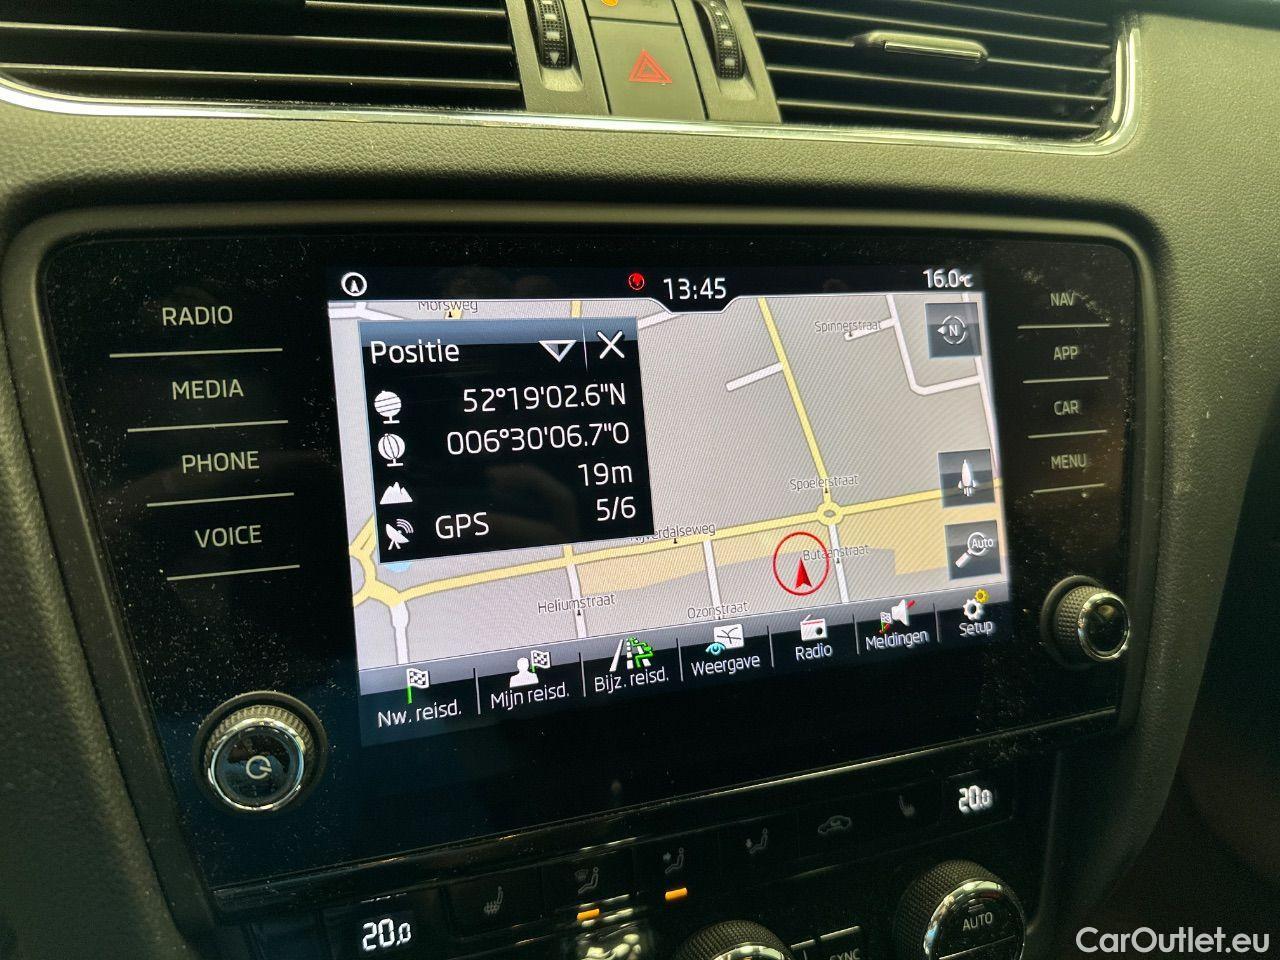 13:45
16.0°C
RADIO
MEDIA
PHONE
VOICE
NAV
APP
CAR
MENU
Morsweg
Spinnerstraat
N
Positie
52°19'02.6"N
006°30'06.7"O
19m
GPS 5/6
Spoelerstraat
Butaanstraat
Heliumstraat
Ozonstraat
Auto
Nw. reisd.
Mijn reisd.
Bijz. reisd.
Weergave
Radio
Meldingen
Setup
20.0
20.0
AUTO
SYNC
CarOutlet.eu